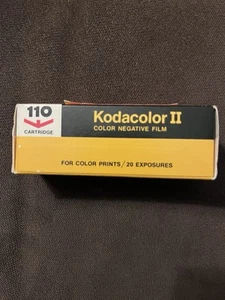 110
CARTRIDGE
Kodacolor II
COLOR NEGATIVE FILM
FOR COLOR PRINTS/20 EXPOSURES